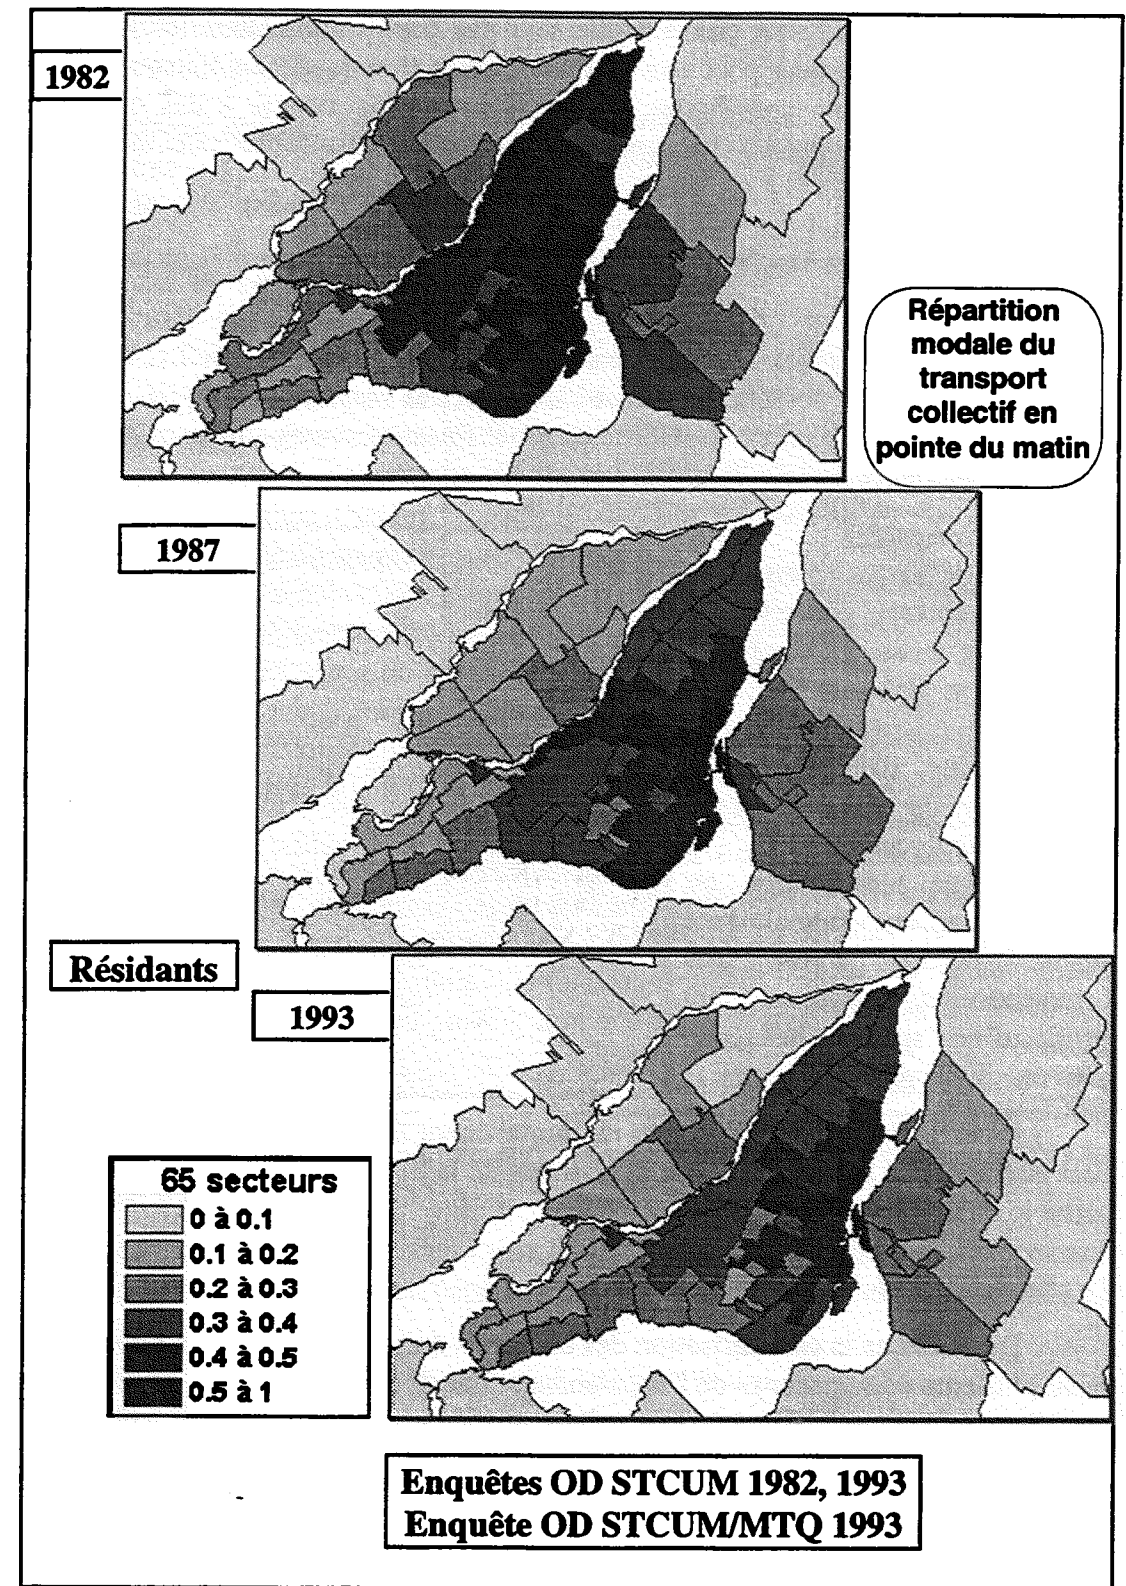 1982
Répartition
modale du
transport
collectif en
pointe du matin
1987
Résidants
1993
65 secteurs
0 à 0.1
0.1 à 0.2
0.2 à 0.3
0.3 à 0.4
0.4 à 0.5
0.5 à 1
Enquêtes OD STCUM 1982, 1993
Enquête OD STCUM/MTQ 1993